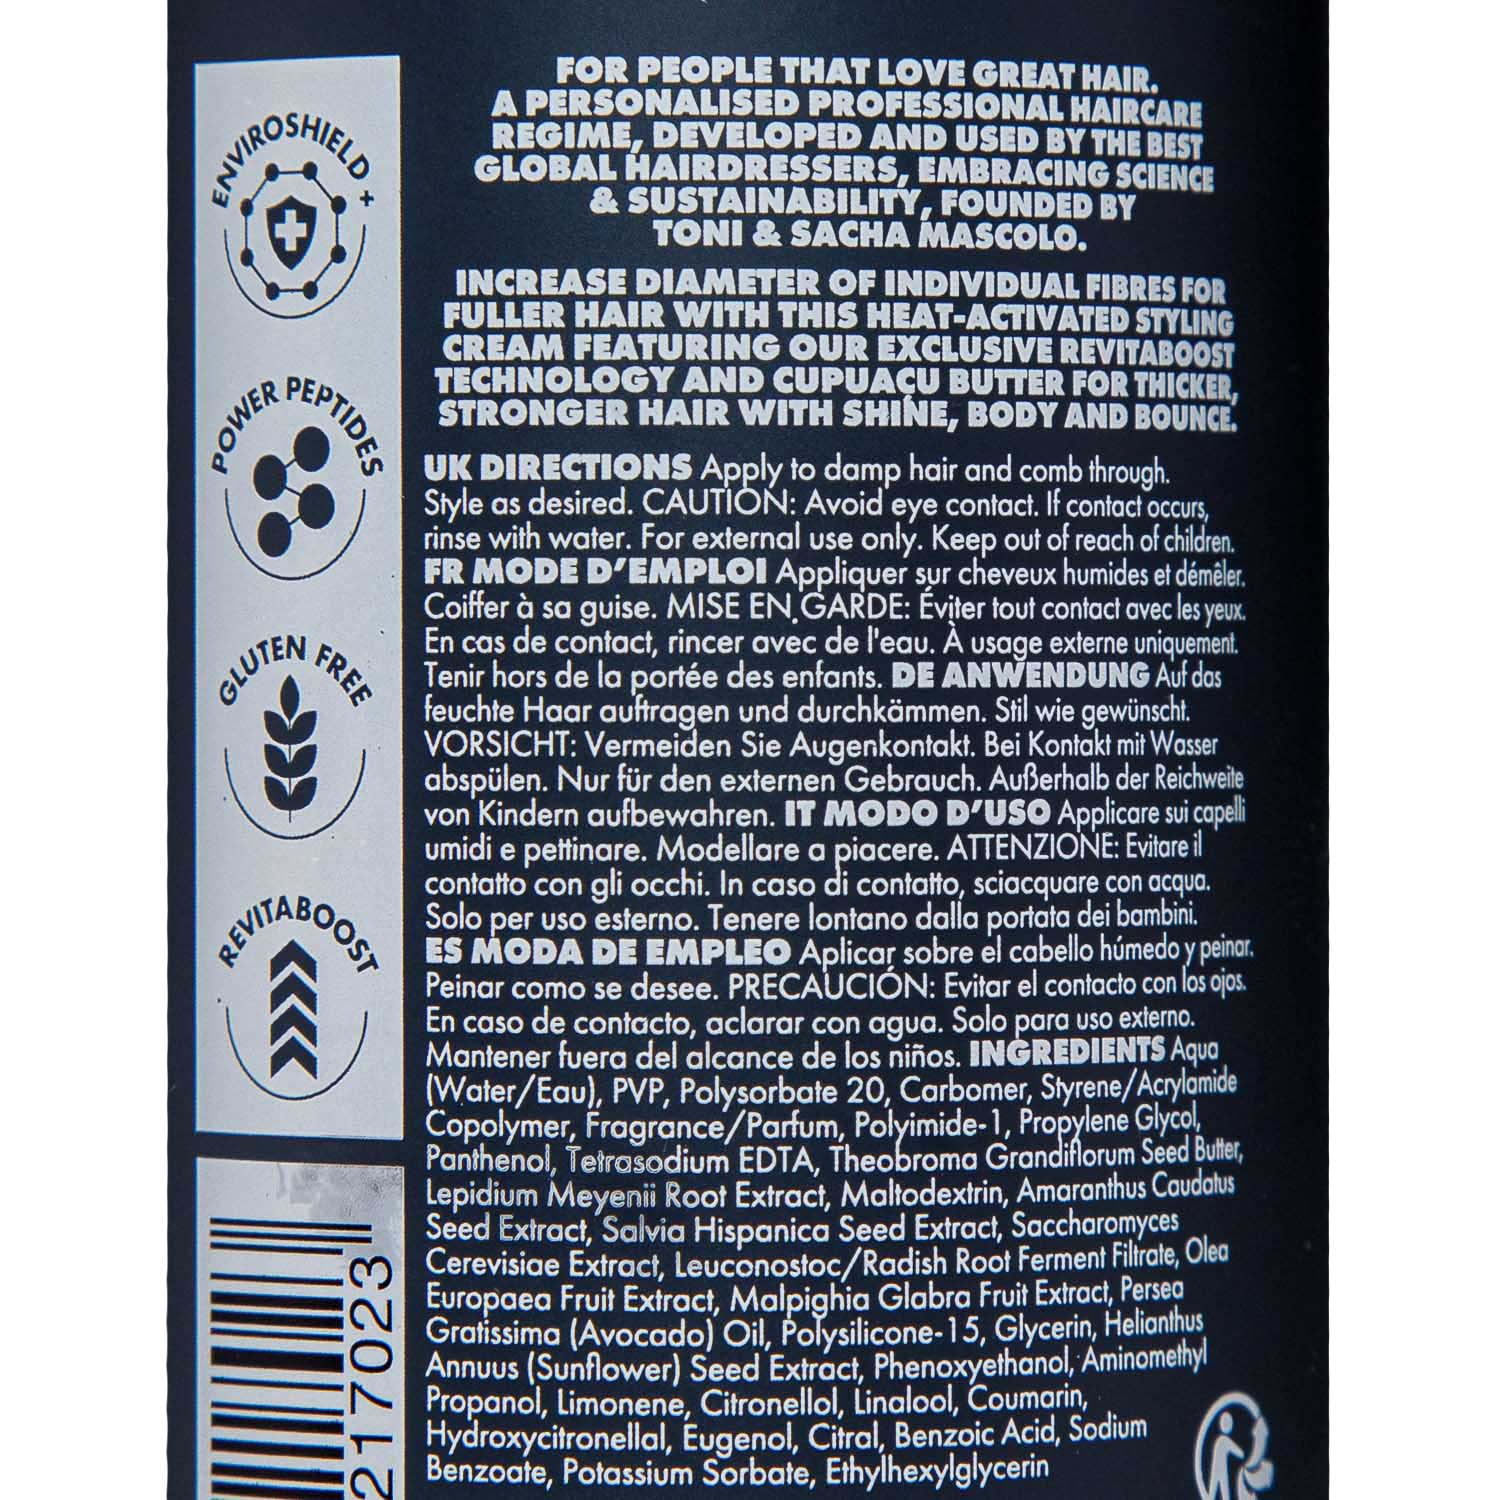 ENVIROSHIELD +
POWER PEPTIDES
GLUTEN FREE
REVITABOOST
217023
FOR PEOPLE THAT LOVE GREAT HAIR.
A PERSONALISED PROFESSIONAL HAIRCARE
REGIME, DEVELOPED AND USED BY THE BEST
GLOBAL HAIRDRESSERS, EMBRACING SCIENCE
& SUSTAINABILITY, FOUNDED BY
TONI & SACHA MASCOLO.
INCREASE DIAMETER OF INDIVIDUAL FIBRES FOR
FULLER HAIR WITH THIS HEAT-ACTIVATED STYLING
CREAM FEATURING OUR EXCLUSIVE REVITABOOST
TECHNOLOGY AND CUPUACU BUTTER FOR THICKER,
STRONGER HAIR WITH SHINE, BODY AND BOUNCE.
UK DIRECTIONS Apply to damp hair and comb through.
Style as desired. CAUTION: Avoid eye contact. If contact occurs,
rinse with water. For external use only. Keep out of reach of children.
FR MODE D'EMPLOI Appliquer sur cheveux humides et démêler.
Coiffer à sa guise. MISE EN GARDE: Éviter tout contact avec les yeux.
En cas de contact, rincer avec de l'eau. À usage externe uniquement.
Tenir hors de la portée des enfants. DE ANWENDUNG Auf das
feuchte Haar auftragen und durchkämmen. Stil wie gewünscht.
VORSICHT: Vermeiden Sie Augenkontakt. Bei Kontakt mit Wasser
abspülen. Nur für den externen Gebrauch. Außerhalb der Reichweite
von Kindern aufbewahren. IT MODO D'USO Applicare sui capelli
umidi e pettinare. Modellare a piacere. ATTENZIONE: Evitare il
contatto con gli occhi. In caso di contatto, sciacquare con acqua.
Solo per uso esterno. Tenere lontano dalla portata dei bambini.
ES MODA DE EMPLEO Aplicar sobre el cabello húmedo y peinar.
Peinar como se desee. PRECAUCIÓN: Evitar el contacto con los ojos.
En caso de contacto, aclarar con agua. Solo para uso externo.
Mantener fuera del alcance de los niños. INGREDIENTS Aqua
(Water/Eau), PVP, Polysorbate 20, Carbomer, Styrene/Acrylamide
Copolymer, Fragrance/Parfum, Polyimide-1, Propylene Glycol,
Panthenol, Tetrasodium EDTA, Theobroma Grandiflorum Seed Butter,
Lepidium Meyenii Root Extract, Maltodextrin, Amaranthus Caudatus
Seed Extract, Salvia Hispanica Seed Extract, Saccharomyces
Cerevisiae Extract, Leuconostoc/Radish Root Ferment Filtrate, Olea
Europaea Fruit Extract, Malpighia Glabra Fruit Extract, Persea
Gratissima (Avocado) Oil, Polysilicone-15, Glycerin, Helianthus
Annuus (Sunflower) Seed Extract, Phenoxyethanol, Aminomethyl
Propanol, Limonene, Citronellol, Linalool, Coumarin,
Hydroxycitronellal, Eugenol, Citral, Benzoic Acid, Sodium
Benzoate, Potassium Sorbate, Ethylhexylglycerin